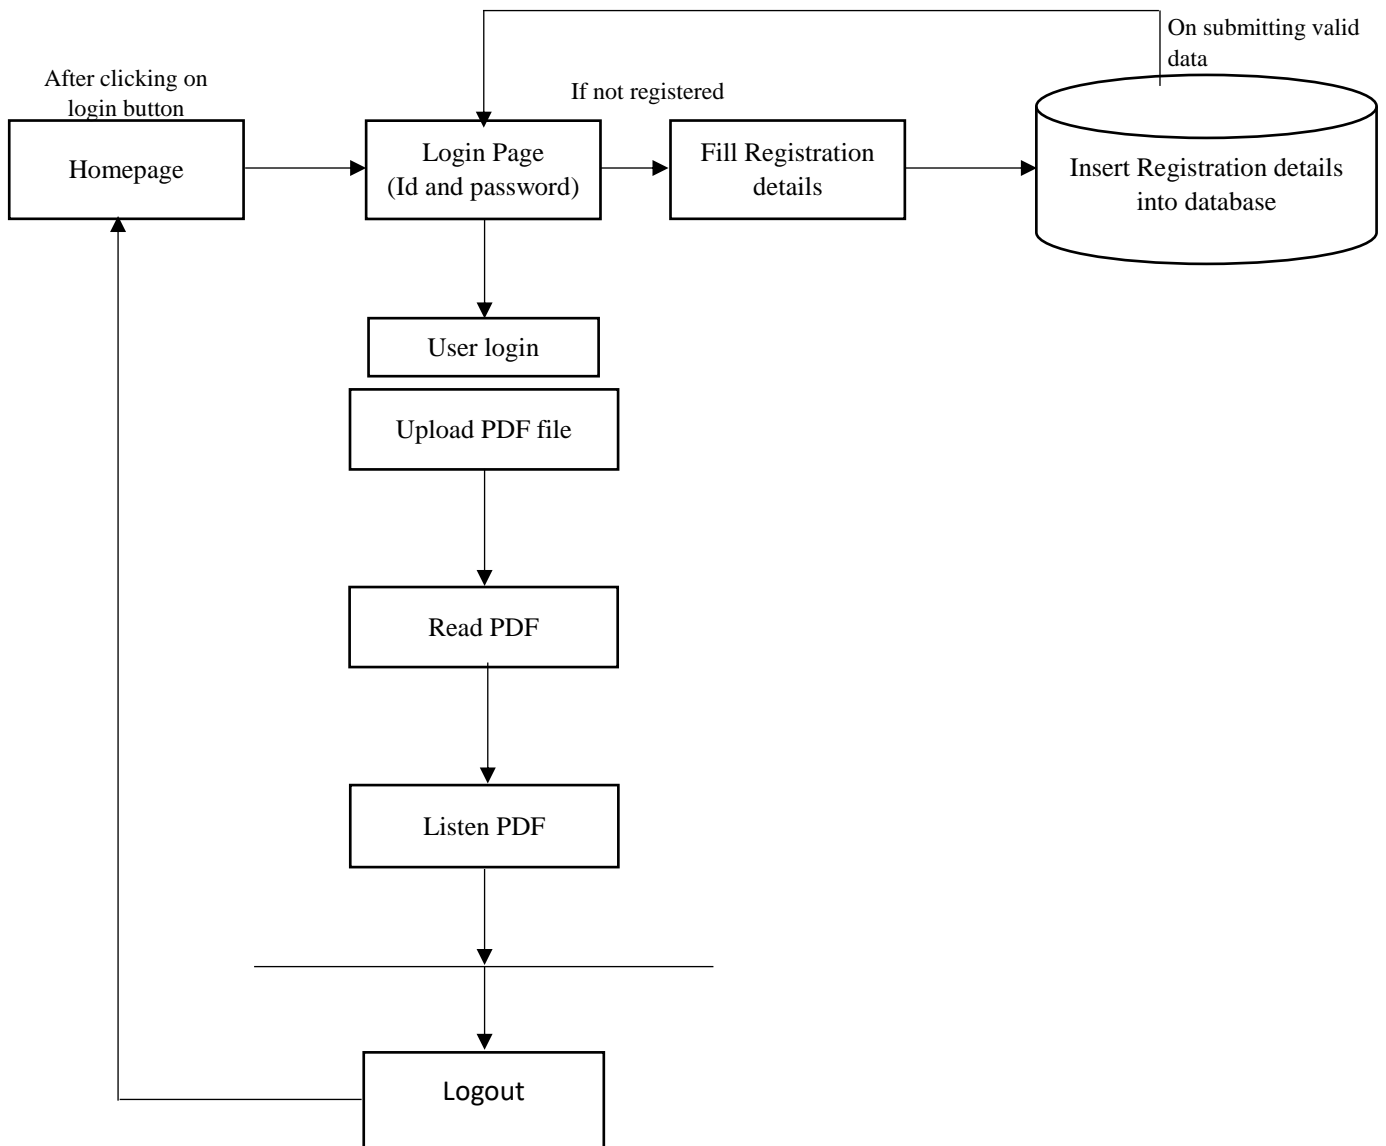 On submitting valid
data
After clicking on
login button
If not registered
Homepage
Login Page
(Id and password)
Fill Registration
details
Insert Registration details
into database
User login
Upload PDF file
Read PDF
Listen PDF
Logout